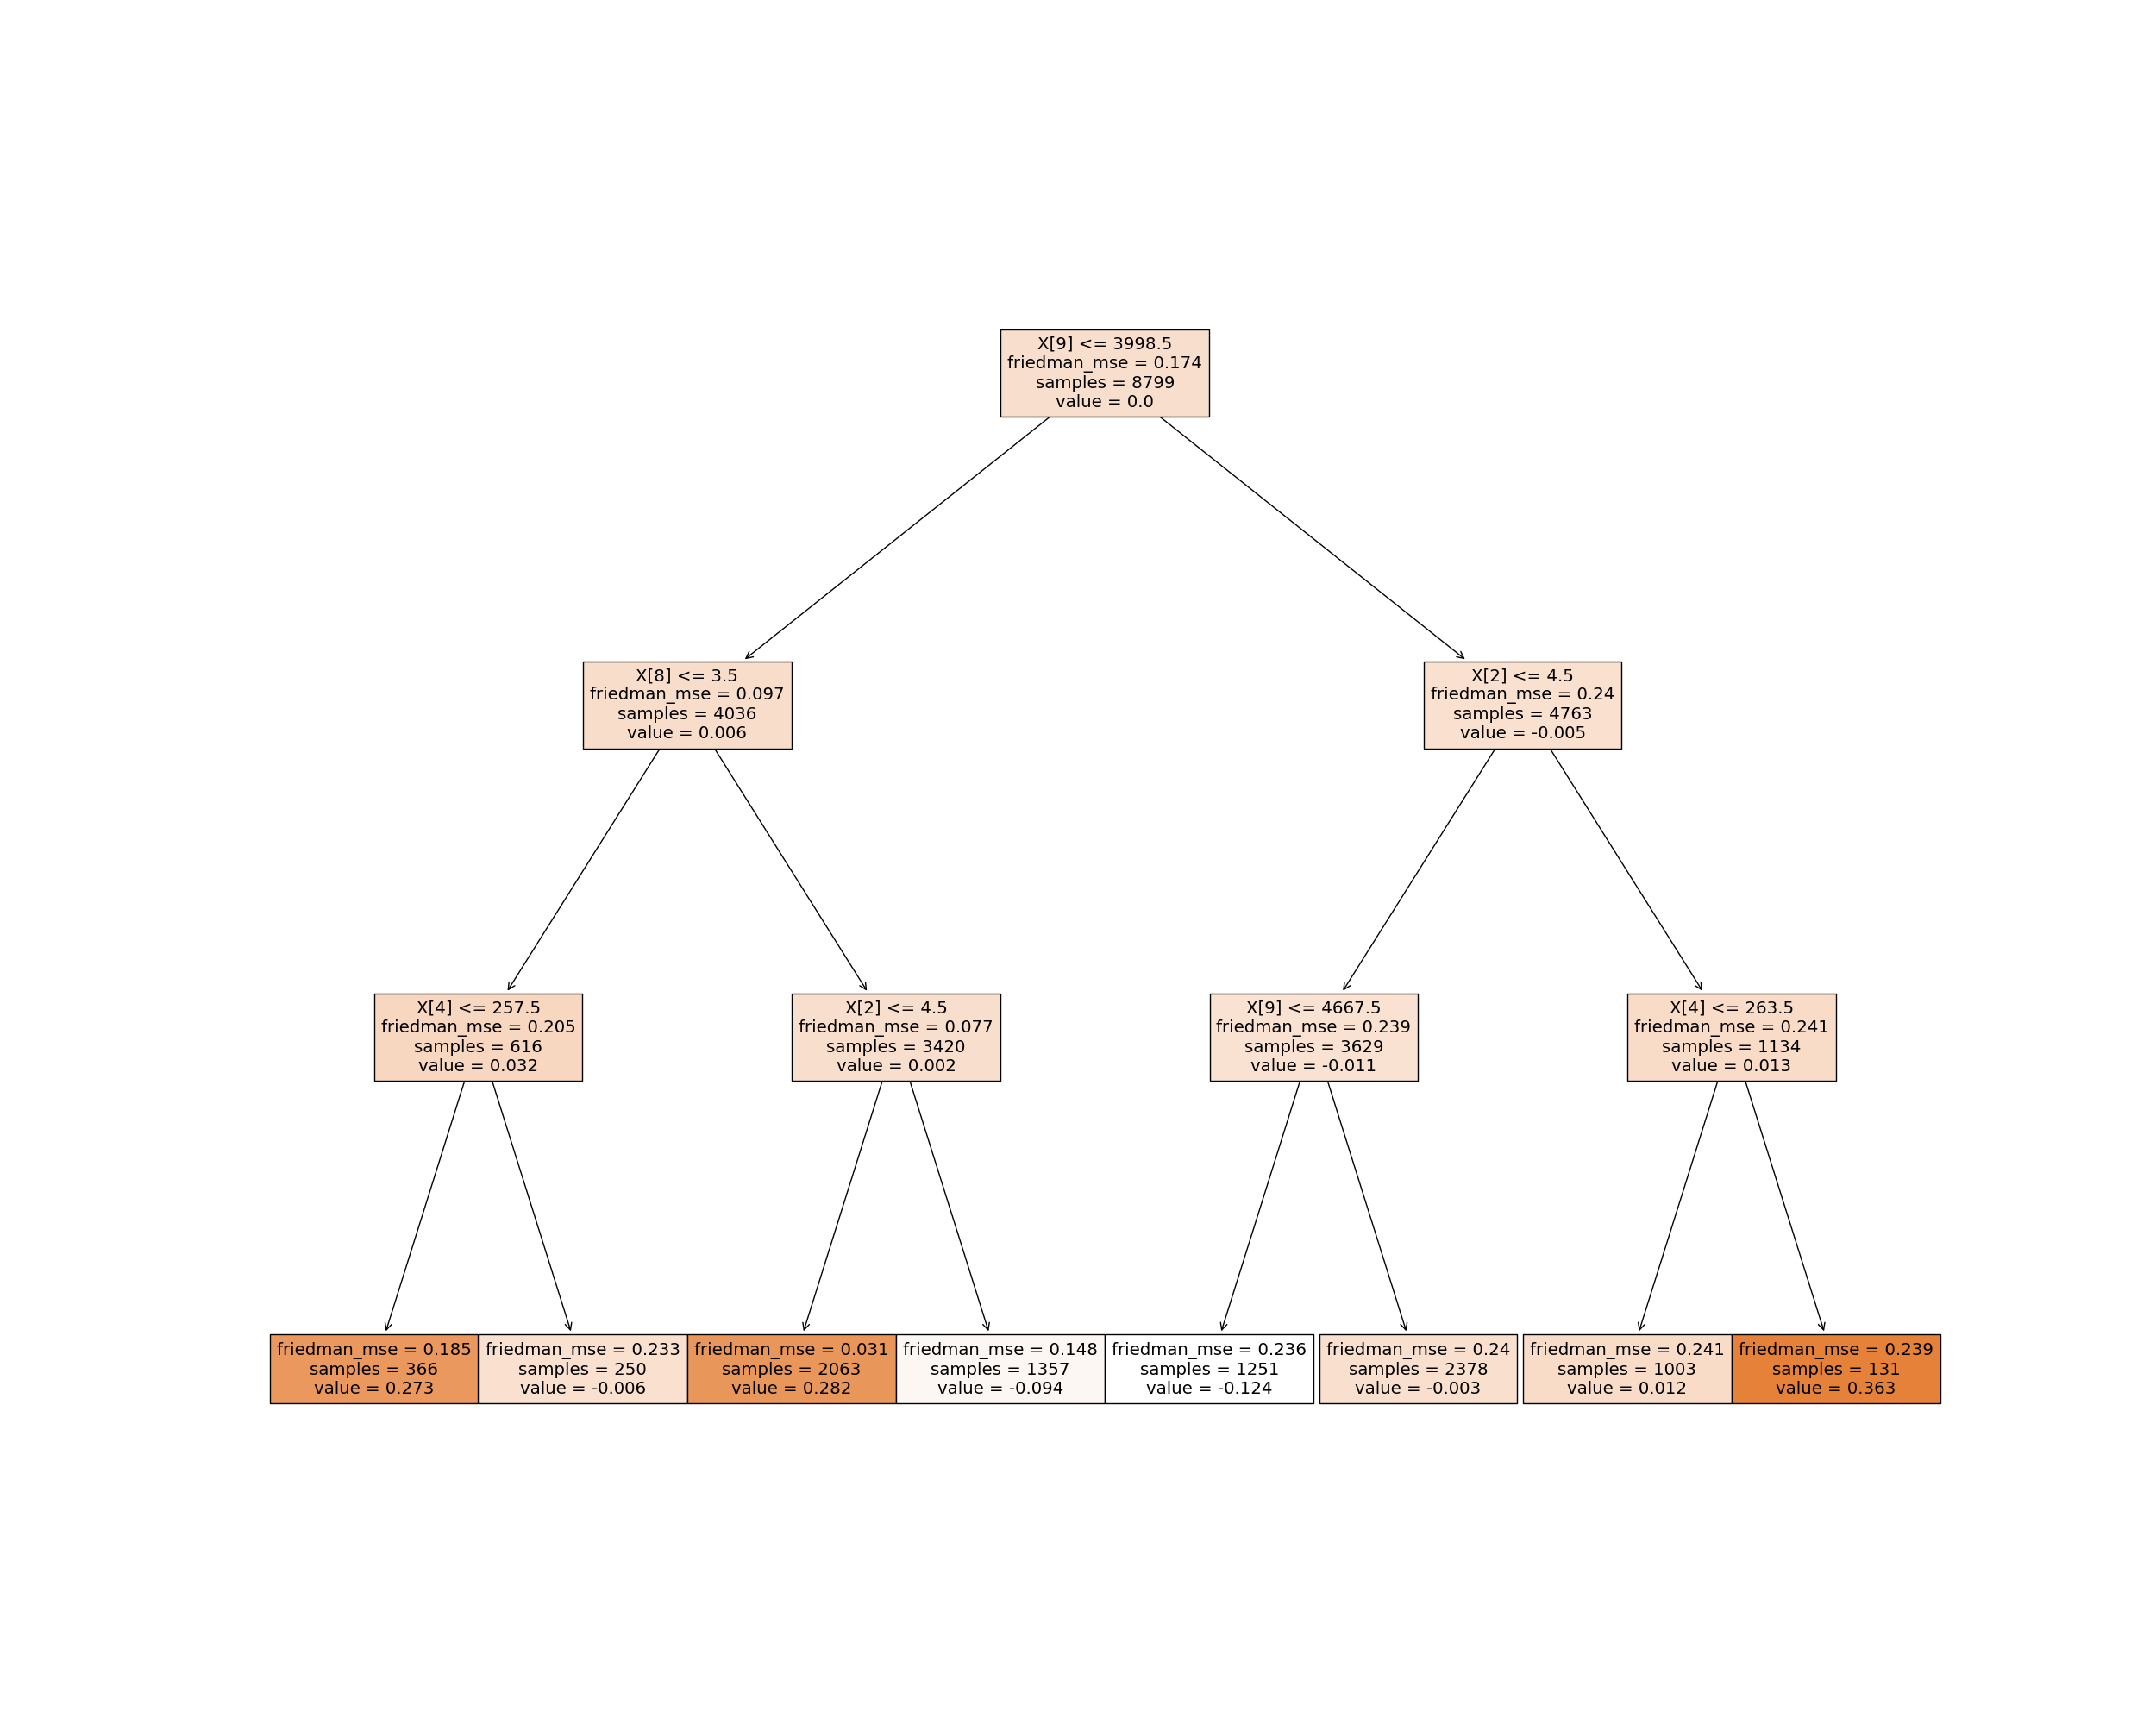 X[9] <= 3998.5
friedman_mse = 0.174
samples = 8799
value = 0.0
X[8] <= 3.5
friedman_mse = 0.097
samples = 4036
value = 0.006
X[2] <= 4.5
friedman_mse = 0.24
samples = 4763
value = -0.005
X[4] <= 257.5
friedman_mse = 0.205
samples = 616
value = 0.032
X[2] <= 4.5
friedman_mse = 0.077
samples = 3420
value = 0.002
X[9] <= 4667.5
friedman_mse = 0.239
samples = 3629
value = -0.011
X[4] <= 263.5
friedman_mse = 0.241
samples = 1134
value = 0.013
friedman_mse = 0.185
samples = 366
value = 0.273
friedman_mse = 0.233
samples = 250
value = -0.006
friedman_mse = 0.031
samples = 2063
value = 0.282
friedman_mse = 0.148
samples = 1357
value = -0.094
friedman_mse = 0.236
samples = 1251
value = -0.124
friedman_mse = 0.24
samples = 2378
value = -0.003
friedman_mse = 0.241
samples = 1003
value = 0.012
friedman_mse = 0.239
samples = 131
value = 0.363